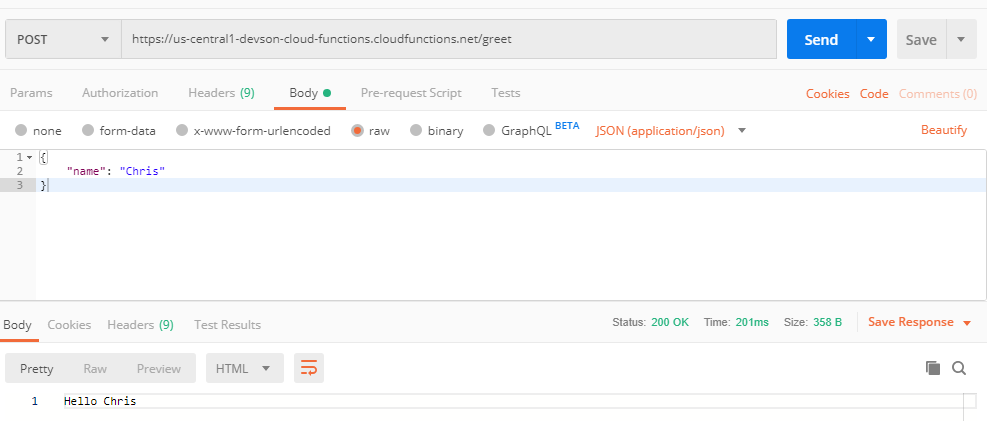 POST https://us-central1-devson-cloud-functions.cloudfunctions.net/greet Send Save
Params Authorization Headers (9) Body Pre-request Script Tests Cookies Code Comments (0)
none form-data x-www-form-urlencoded raw binary GraphQL BETA JSON (application/json) Beautify
1 {
2 "name": "Chris"
3 }
Body Cookies Headers (9) Test Results Status: 200 OK Time: 201ms Size: 358 B Save Response
Pretty Raw Preview HTML
1 Hello Chris